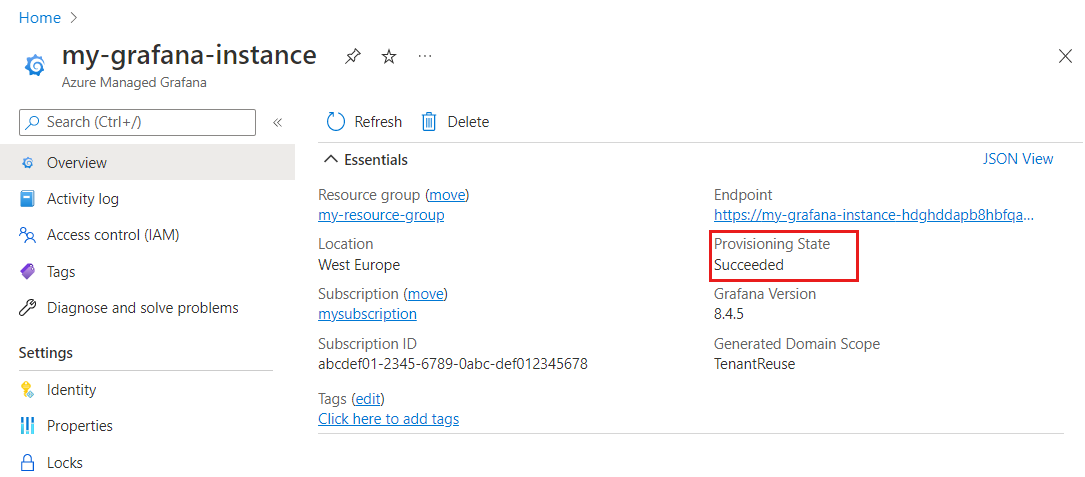 Home
my-grafana-instance
Azure Managed Grafana
Search (Ctrl+/)
Overview
Activity log
Access control (IAM)
Tags
Diagnose and solve problems
Settings
Identity
Properties
Locks
Refresh
Delete
Essentials
JSON View
Resource group (move)
my-resource-group
Location
West Europe
Subscription (move)
mysubscription
Subscription ID
abcdef01-2345-6789-0abc-def012345678
Tags (edit)
Click here to add tags
Endpoint
https://my-grafana-instance-hdghddapb8hbfqa...
Provisioning State
Succeeded
Grafana Version
8.4.5
Generated Domain Scope
TenantReuse